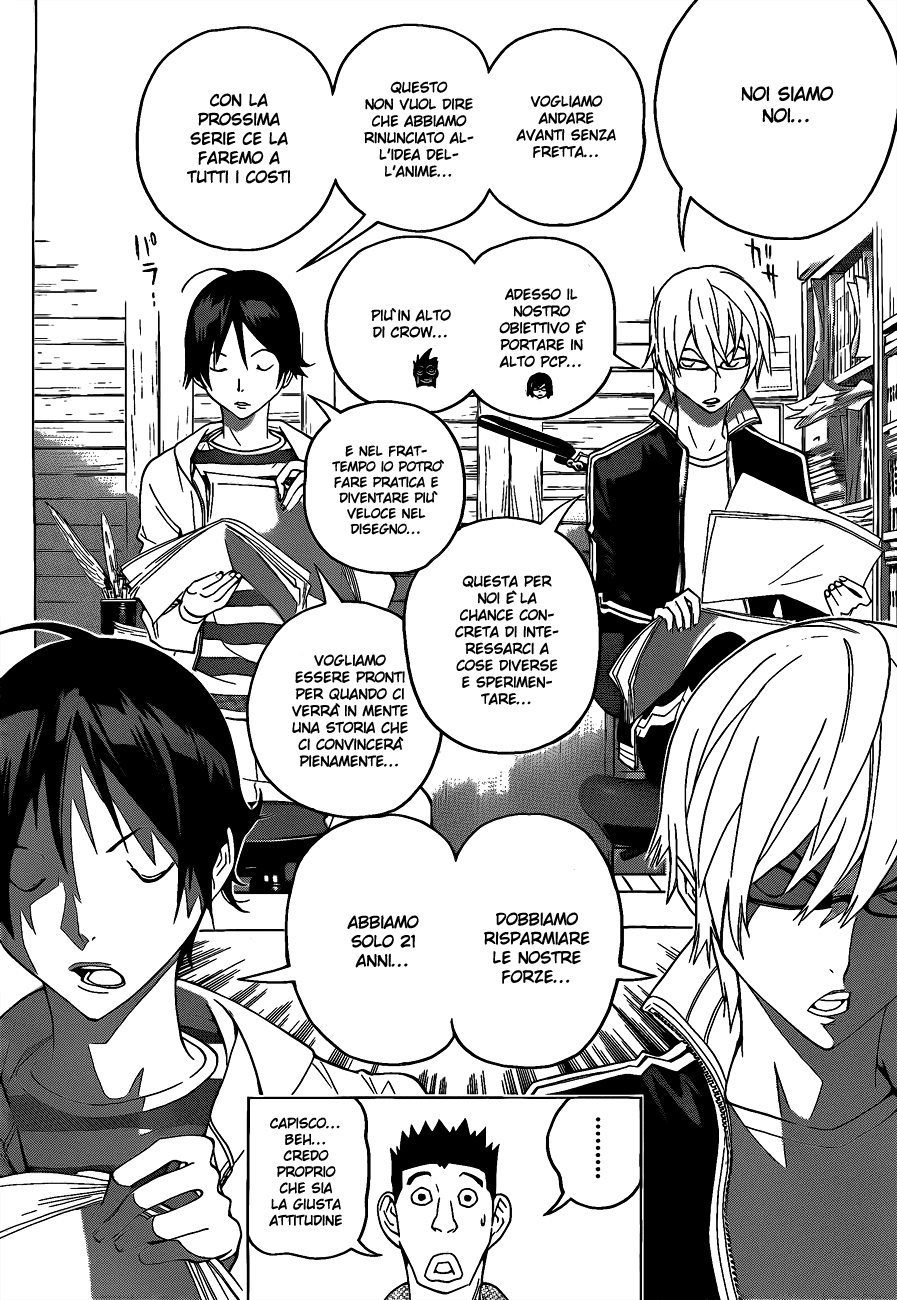 NOI SIAMO
NOI...
VOGLIAMO
ANDARE
AVANTI SENZA
FRETTA...
QUESTO
NON VUOL DIRE
CHE ABBIAMO
RINUNCIATO AL-
L'IDEA DEL-
L'ANIME...
CON LA
PROSSIMA
SERIE CE LA
FAREMO A
TUTTI I COSTI
ADESSO IL
NOSTRO
OBIETTIVO È
PORTARE IN
ALTO PCP...
PIÙ IN ALTO
DI CROW...
E NEL FRAT-
TEMPO IO POTRÒ
FARE PRATICA E
DIVENTARE PIÙ
VELOCE NEL
DISEGNO...
QUESTA PER
NOI È LA
CHANCE CON-
CRETA DI INTE-
RESSARCI A
COSE DIVERSE
E SPERIMEN-
TARE...
VOGLIAMO
ESSERE PRONTI
PER QUANDO CI
VERRÀ IN MENTE
UNA STORIA CHE
CI CONVINCERÀ
PIENAMENTE...
DOBBIAMO
RISPARMIARE
LE NOSTRE
FORZE...
ABBIAMO
SOLO 21
ANNI...
........
CAPISCO...
BEH...
CREDO
PROPRIO
CHE SIA
LA GIUSTA
ATTITUDINE